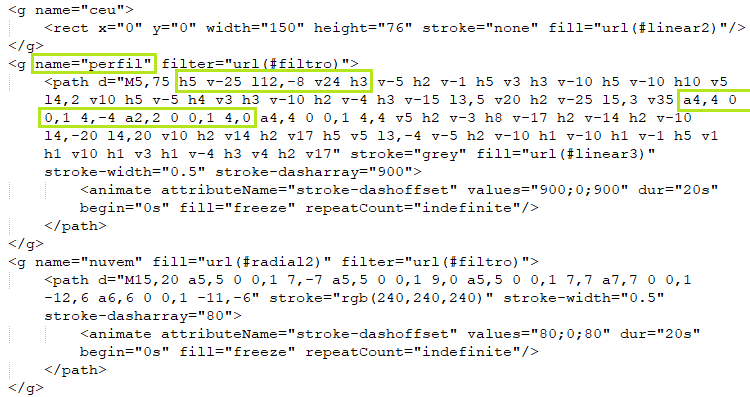 <g name="ceu">
<rect x="0" y="0" width="150" height="76" stroke="none" fill="url(#linear2)"/>
</g>
<g name="perfil" filter="url(#filtro)">
<path d="M5,75 h5 v-25 l12,-8 v24 h3 v-5 h2 v-1 h5 v3 h3 v-10 h5 v-10 h10 v5
l4,2 v10 h5 v-5 h4 v3 h3 v-10 h2 v-4 h3 v-15 l3,5 v20 h2 v-25 l5,3 v35 a4,4 0
0,1 4,-4 a2,2 0 0,1 4,0 a4,4 0 0,1 4,4 v5 h2 v-3 h8 v-17 h2 v-14 h2 v-10
l4,-20 l4,20 v10 h2 v14 h2 v17 h5 v5 l3,-4 v-5 h2 v-10 h1 v-10 h1 v-1 h5 v1
h1 v10 h1 v3 h1 v-4 h3 v4 h2 v17" stroke="grey" fill="url(#linear3)"
stroke-width="0.5" stroke-dasharray="900">
<animate attributeName="stroke-dashoffset" values="900;0;900" dur="20s"
begin="0s" fill="freeze" repeatCount="indefinite"/>
</path>
</g>
<g name="nuvem" fill="url(#radial2)" filter="url(#filtro)">
<path d="M15,20 a5,5 0 0,1 7,-7 a5,5 0 0,1 9,0 a5,5 0 0,1 7,7 a7,7 0 0,1
-12,6 a6,6 0 0,1 -11,-6" stroke="rgb(240,240,240)" stroke-width="0.5"
stroke-dasharray="80">
<animate attributeName="stroke-dashoffset" values="80;0;80" dur="20s"
begin="0s" fill="freeze" repeatCount="indefinite"/>
</path>
</g>